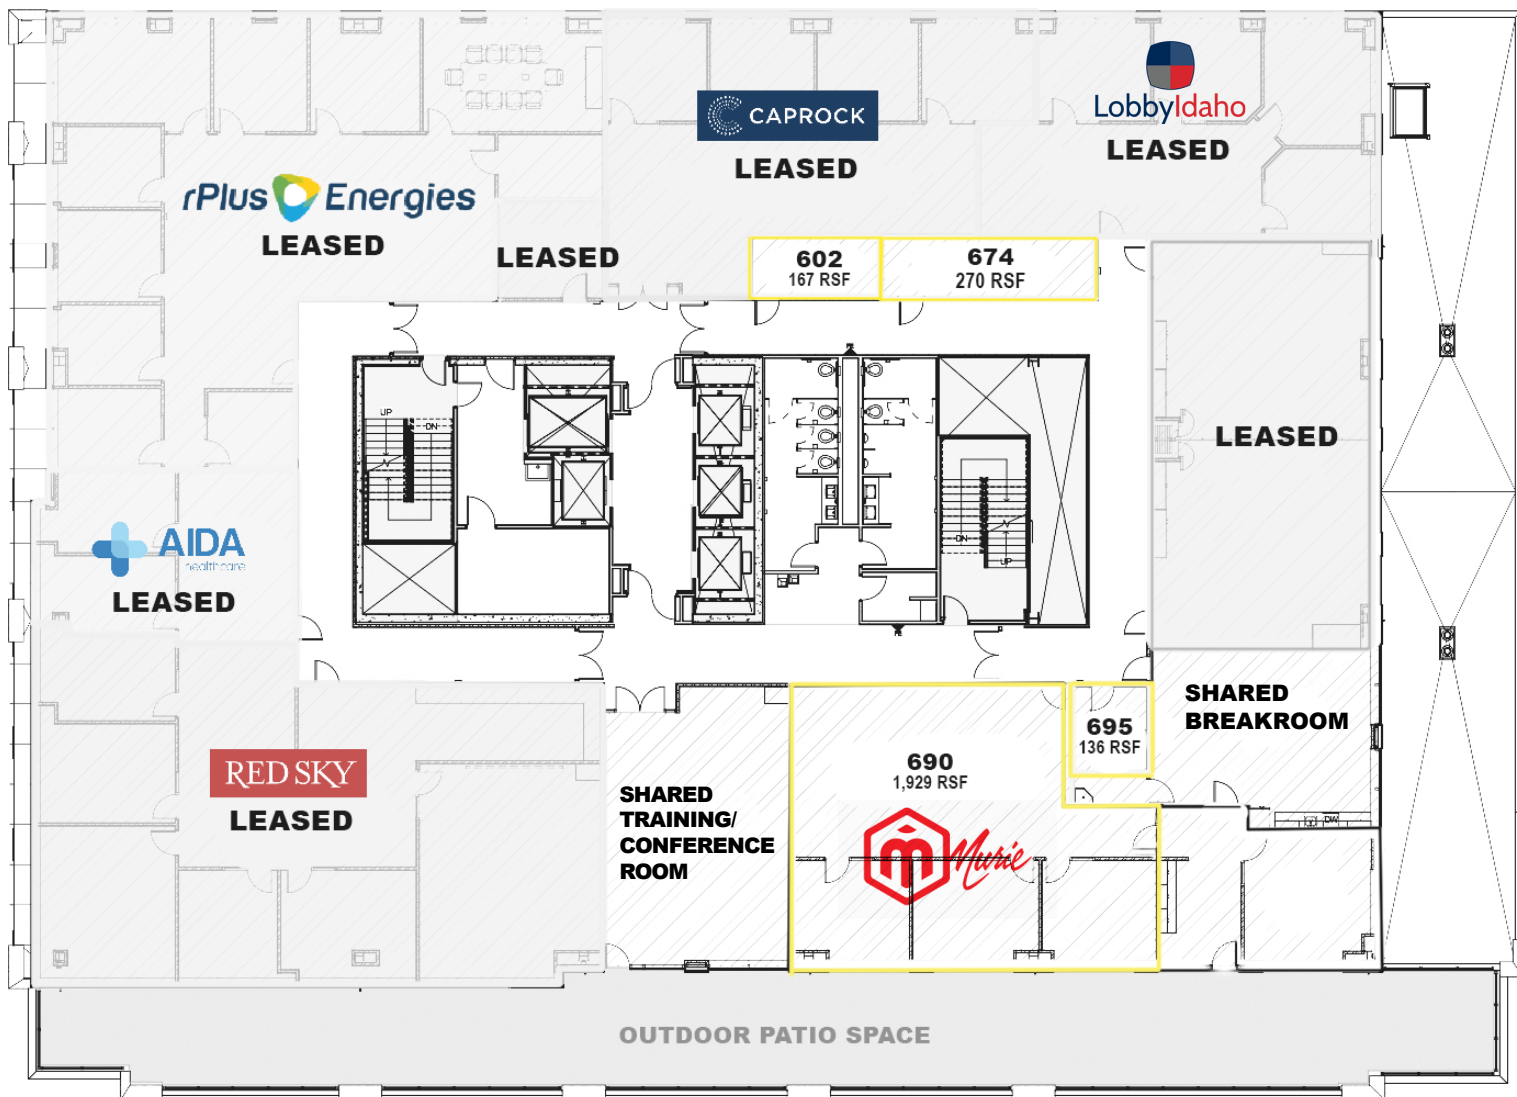 LobbyIdaho
LEASED
CAPROCK
LEASED
rPlus Energies
LEASED
LEASED
602
167 RSF
674
270 RSF
UP
DN
LEASED
DN
UP
AIDA
healthcare
LEASED
SHARED
BREAKROOM
695
136 RSF
690
1,929 RSF
RED SKY
LEASED
SHARED
TRAINING/
CONFERENCE
ROOM
DW
m Murie
OUTDOOR PATIO SPACE